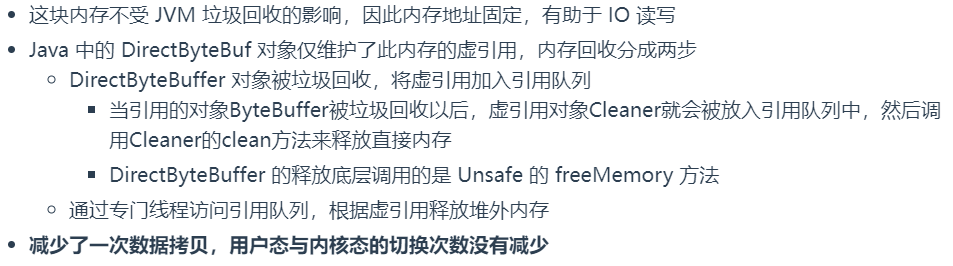 这块内存不受 JVM 垃圾回收的影响，因此内存地址固定，有助于 IO 读写
Java 中的 DirectByteBuf 对象仅维护了此内存的虚引用，内存回收分成两步
DirectByteBuffer 对象被垃圾回收，将虚引用加入引用队列
当引用的对象ByteBuffer被垃圾回收以后，虚引用对象Cleaner就会被放入引用队列中，然后调
用Cleaner的clean方法来释放直接内存
DirectByteBuffer 的释放底层调用的是 Unsafe 的 freeMemory 方法
通过专门线程访问引用队列，根据虚引用释放堆外内存
减少了一次数据拷贝，用户态与内核态的切换次数没有减少